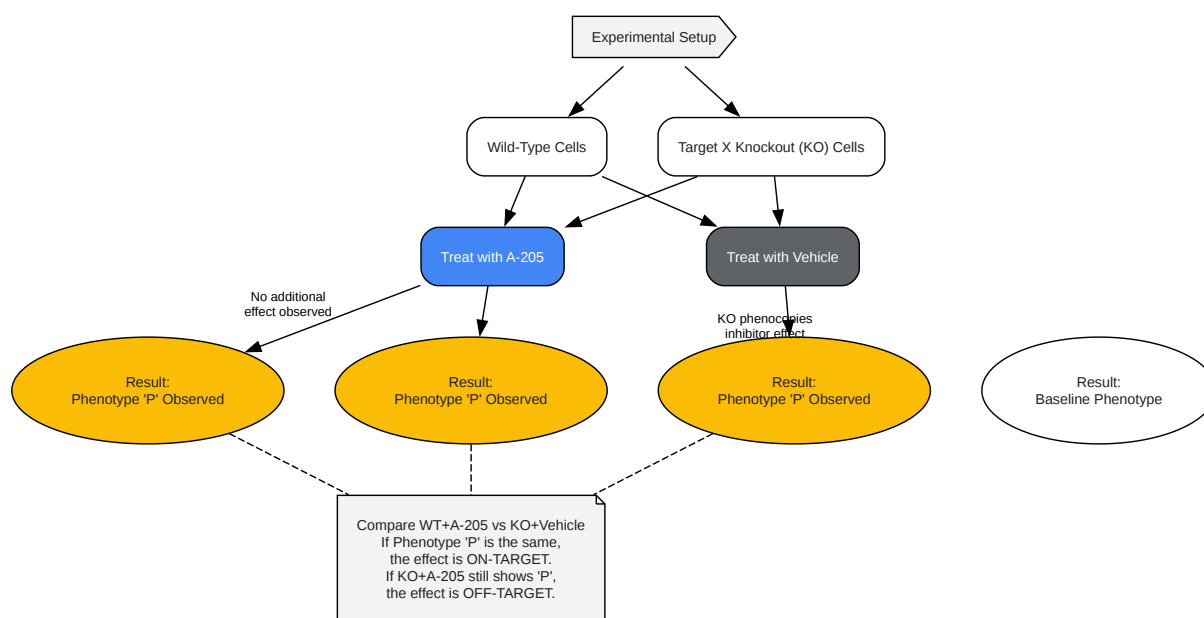 Experimental Setup
Wild-Type Cells
Target X Knockout (KO) Cells
Treat with A-205
Treat with Vehicle
No additional
effect observed
KO phenocopies
inhibitor effect
Result:
Phenotype 'P' Observed
Result:
Phenotype 'P' Observed
Result:
Phenotype 'P' Observed
Result:
Baseline Phenotype
Compare WT+A-205 vs KO+Vehicle
If Phenotype 'P' is the same,
the effect is ON-TARGET.
If KO+A-205 still shows 'P',
the effect is OFF-TARGET.